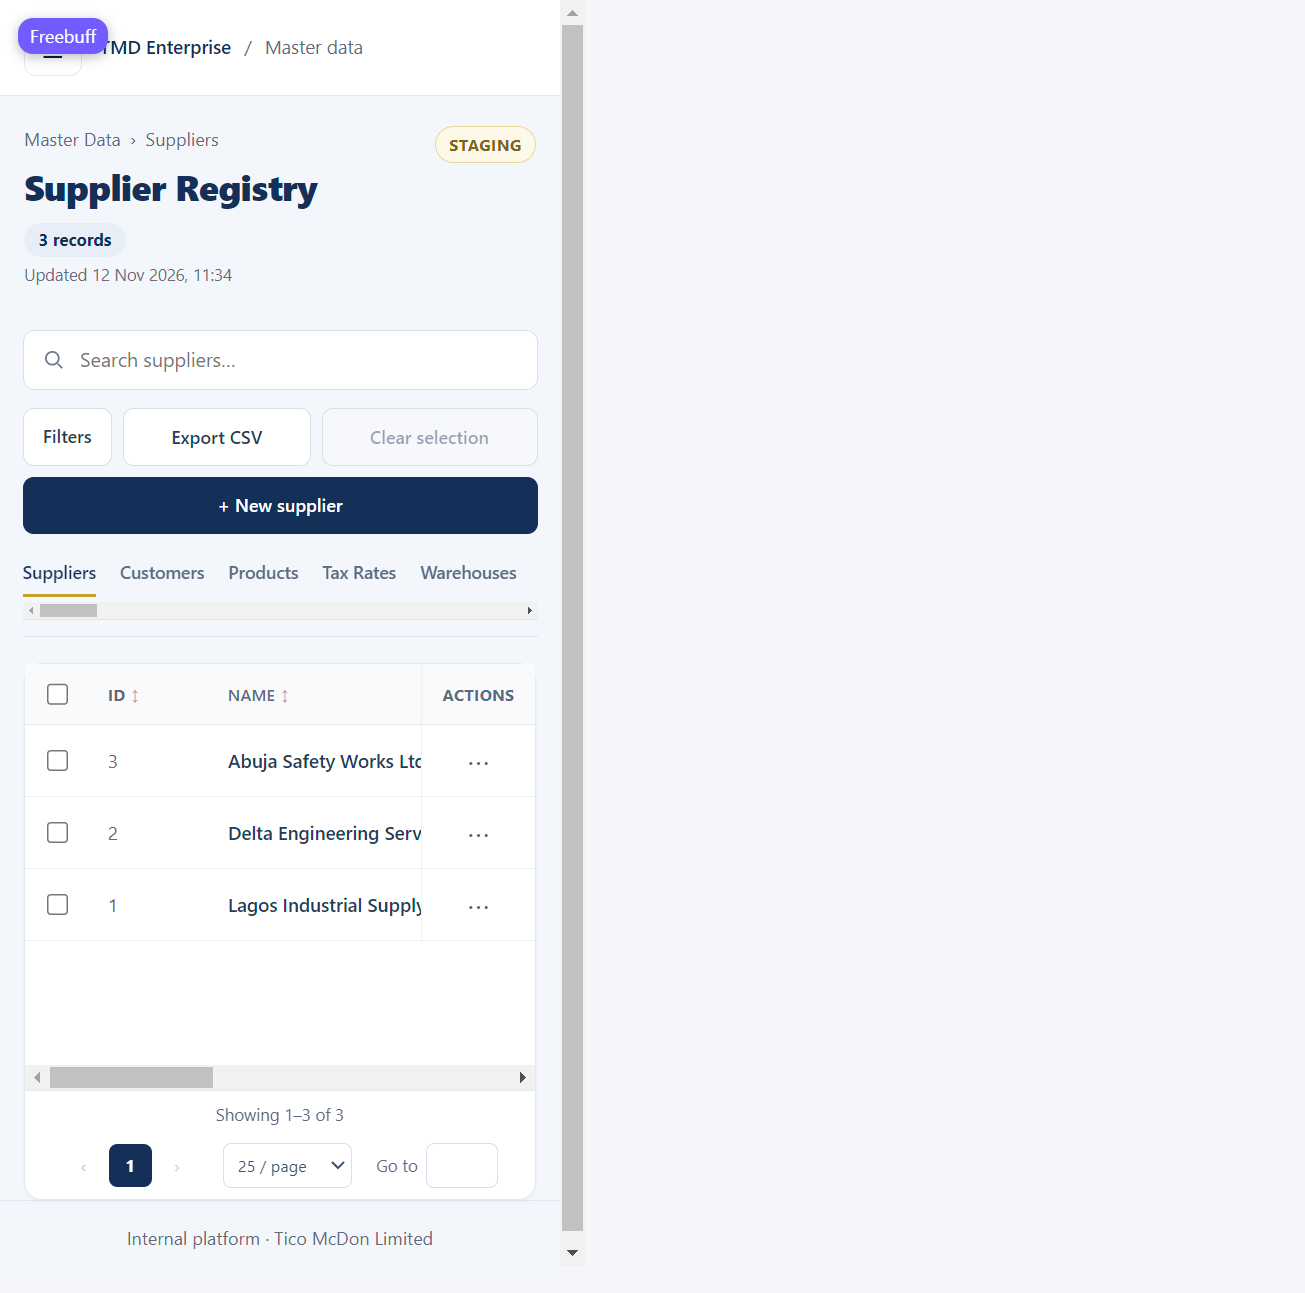 Freebuff
TMD Enterprise / Master data
Master Data › Suppliers
STAGING
Supplier Registry
3 records
Updated 12 Nov 2026, 11:34
Search suppliers...
Filters
Export CSV
Clear selection
+ New supplier
Suppliers Customers Products Tax Rates Warehouses
ID ↕ NAME ↕ ACTIONS
3 Abuja Safety Works Ltd ...
2 Delta Engineering Serv ...
1 Lagos Industrial Supply ...
Showing 1–3 of 3
‹ 1 › 25 / page Go to
Internal platform · Tico McDon Limited